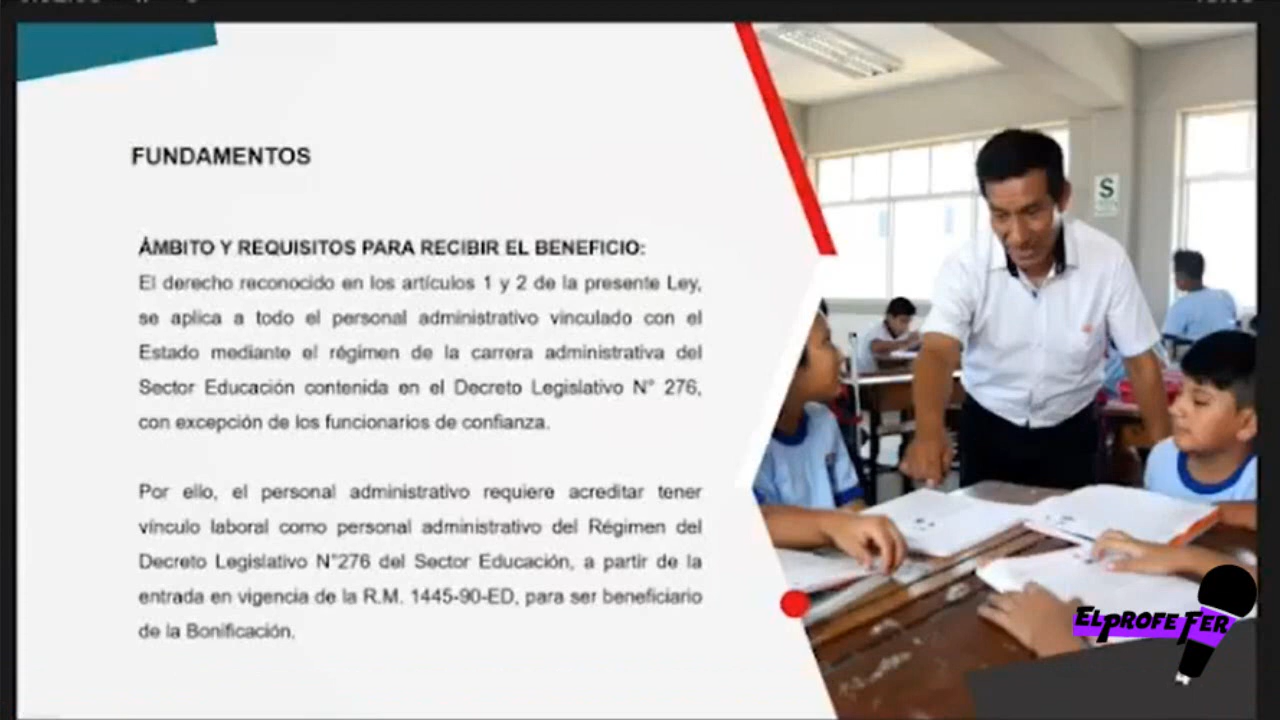 FUNDAMENTOS
ÁMBITO Y REQUISITOS PARA RECIBIR EL BENEFICIO:
El derecho reconocido en los artículos 1 y 2 de la presente Ley,
se aplica a todo el personal administrativo vinculado con el
Estado mediante el régimen de la carrera administrativa del
Sector Educación contenida en el Decreto Legislativo N° 276,
con excepción de los funcionarios de confianza.
Por ello, el personal administrativo requiere acreditar tener
vínculo laboral como personal administrativo del Régimen del
Decreto Legislativo N°276 del Sector Educación, a partir de la
entrada en vigencia de la R.M. 1445-90-ED, para ser beneficiario
de la Bonificación.
S
EL PROFE FER